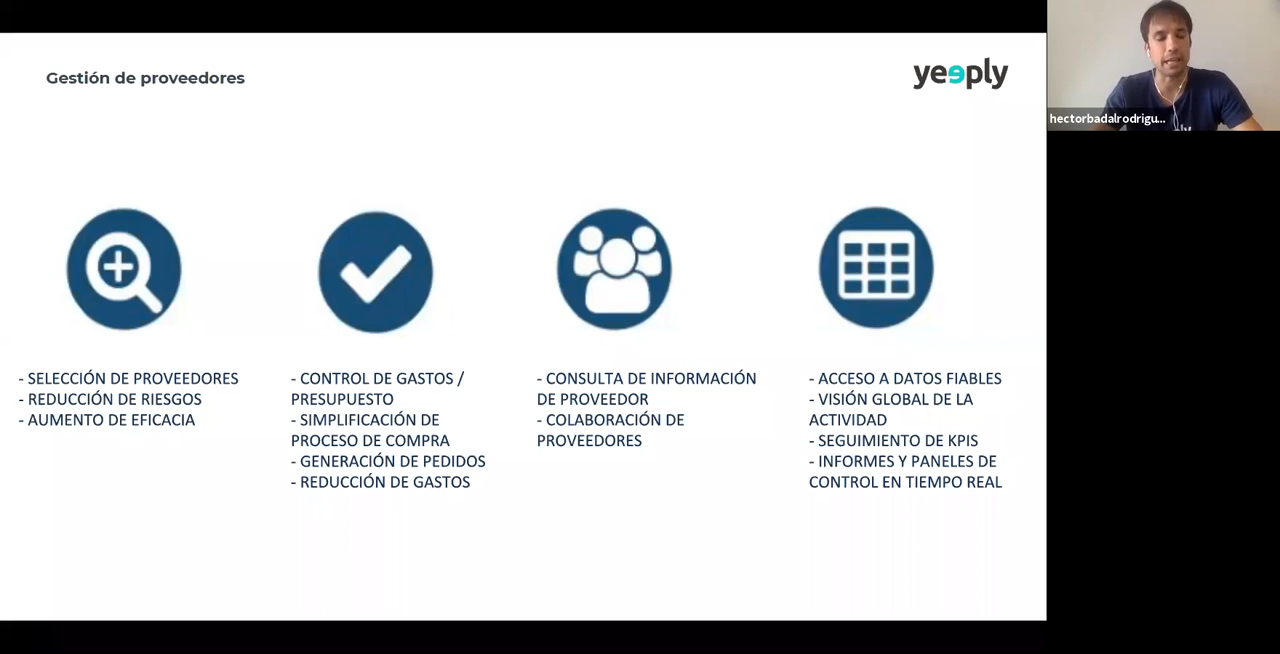 Gestión de proveedores
yeeply
hectorbadalrodrigu...
- SELECCIÓN DE PROVEEDORES
- REDUCCIÓN DE RIESGOS
- AUMENTO DE EFICACIA
- CONTROL DE GASTOS /
PRESUPUESTO
- SIMPLIFICACIÓN DE
PROCESO DE COMPRA
- GENERACIÓN DE PEDIDOS
- REDUCCIÓN DE GASTOS
- CONSULTA DE INFORMACIÓN
DE PROVEEDOR
- COLABORACIÓN DE
PROVEEDORES
- ACCESO A DATOS FIABLES
- VISIÓN GLOBAL DE LA
ACTIVIDAD
- SEGUIMIENTO DE KPIS
- INFORMES Y PANELES DE
CONTROL EN TIEMPO REAL